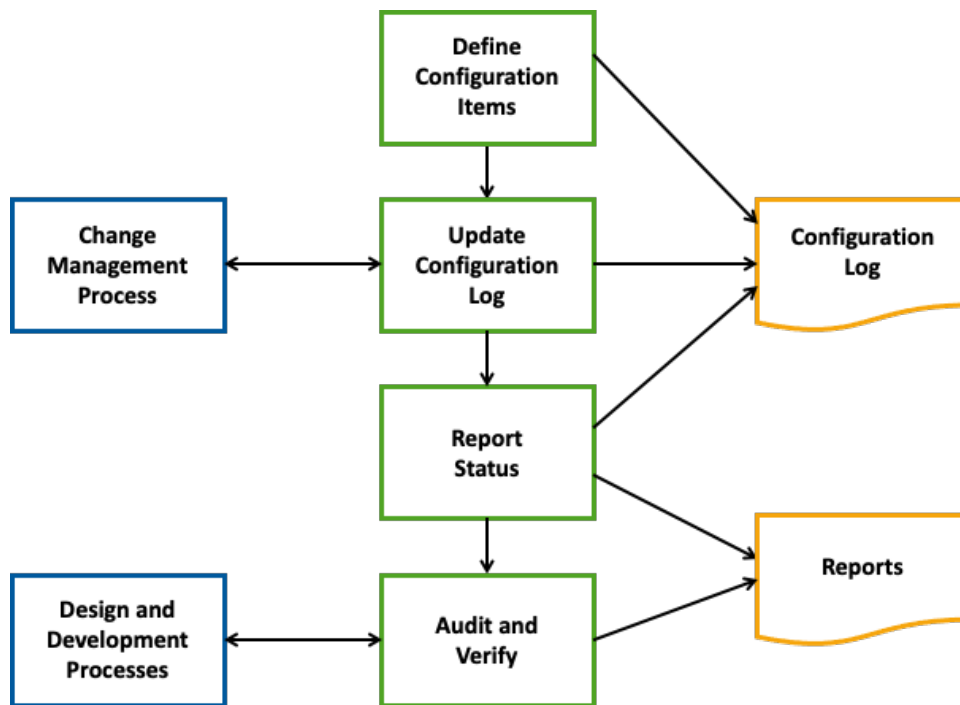 Define
Configuration
Items
Change
Management
Process
Update
Configuration
Log
Configuration
Log
Report
Status
Reports
Design and
Development
Processes
Audit and
Verify